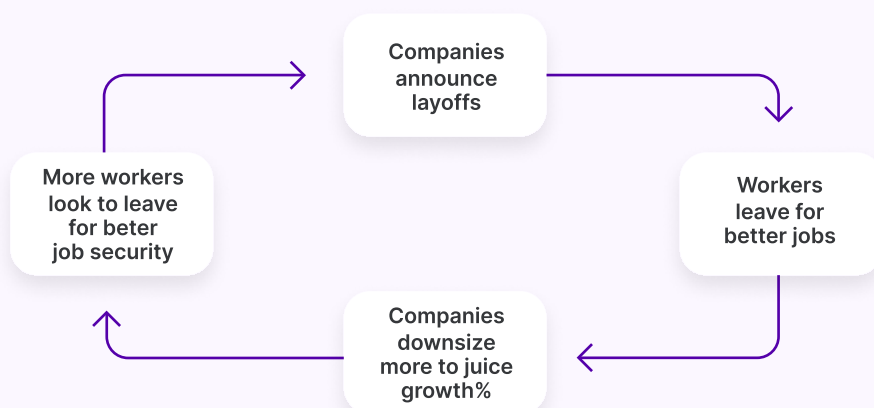 Companies
announce
layoffs
More workers
look to leave
for beter
job security
Workers
leave for
better jobs
Companies
downsize
more to juice
growth%